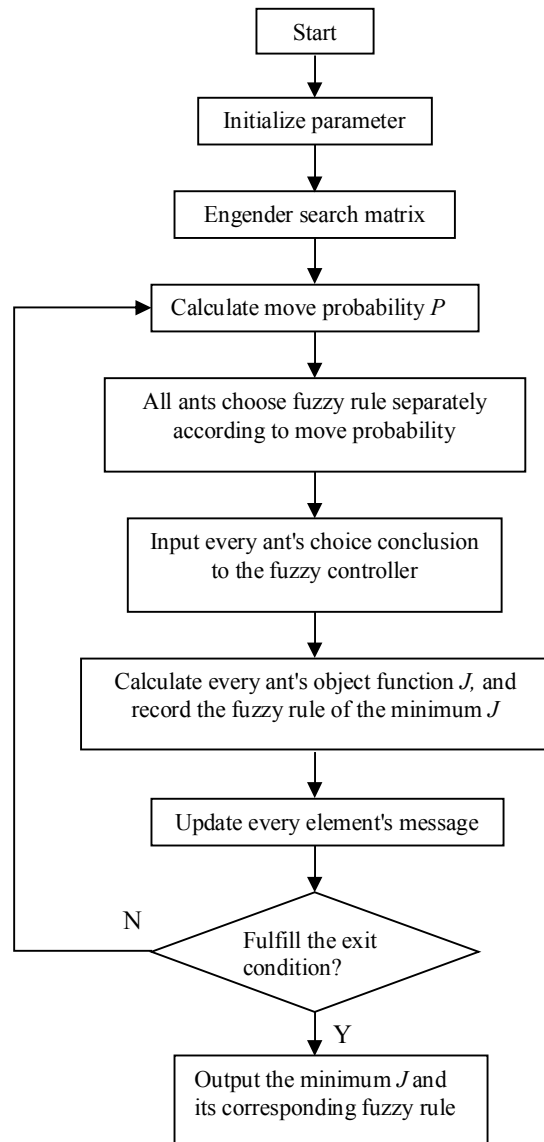 Start
Initialize parameter
Engender search matrix
Calculate move probability P
All ants choose fuzzy rule separately
according to move probability
Input every ant's choice conclusion
to the fuzzy controller
Calculate every ant's object function J, and
record the fuzzy rule of the minimum J
Update every element's message
N
Fulfill the exit
condition?
Y
Output the minimum J and
its corresponding fuzzy rule